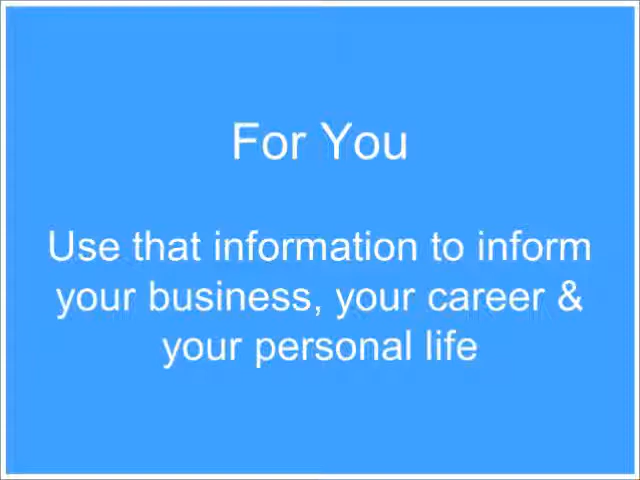 For You
Use that information to inform
your business, your career &
your personal life